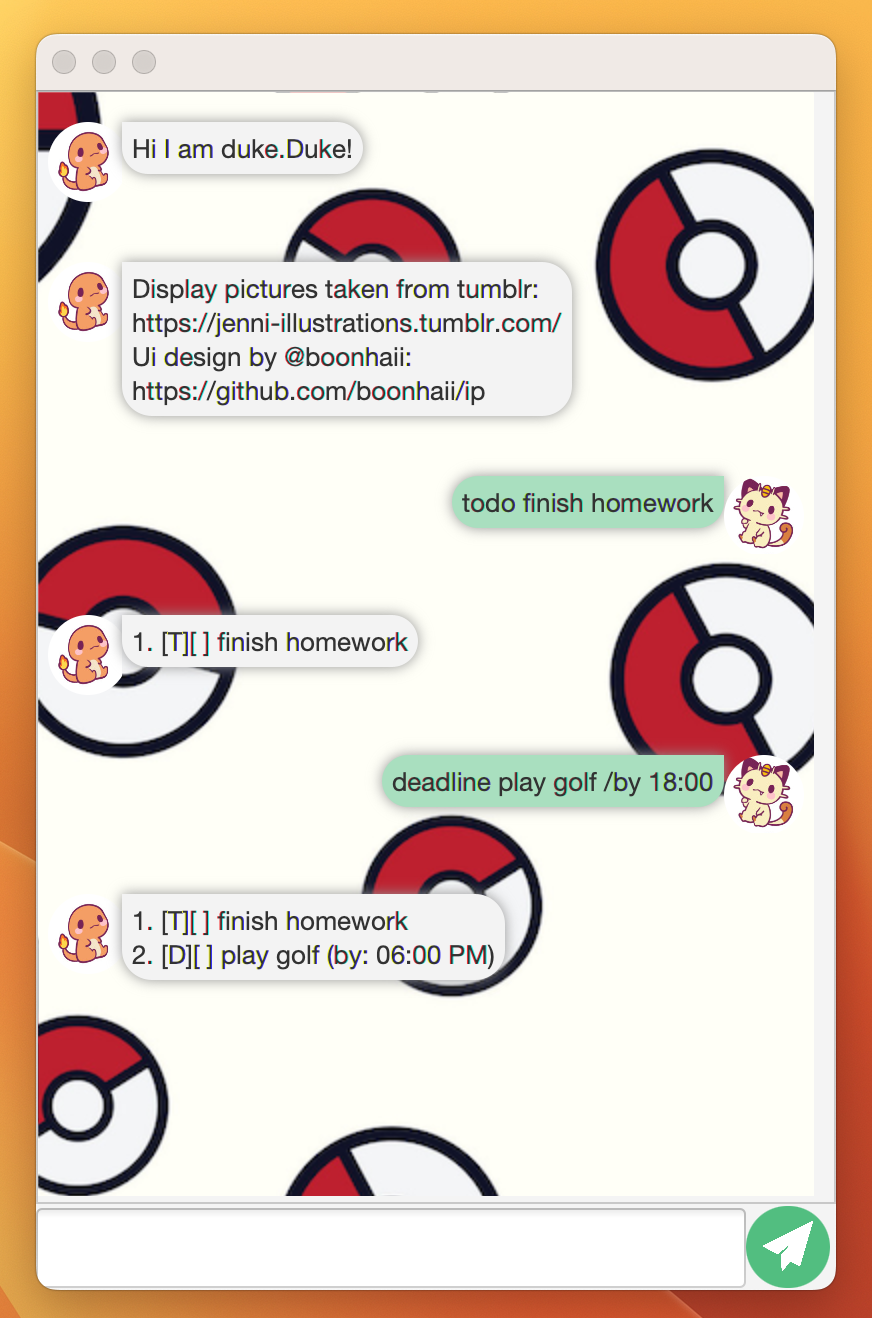 Hi I am duke.Duke!
Display pictures taken from tumblr:
https://jenni-illustrations.tumblr.com/
Ui design by @boonhaii:
https://github.com/boonhaii/ip
todo finish homework
1. [T][ ] finish homework
deadline play golf /by 18:00
1. [T][ ] finish homework
2. [D][ ] play golf (by: 06:00 PM)